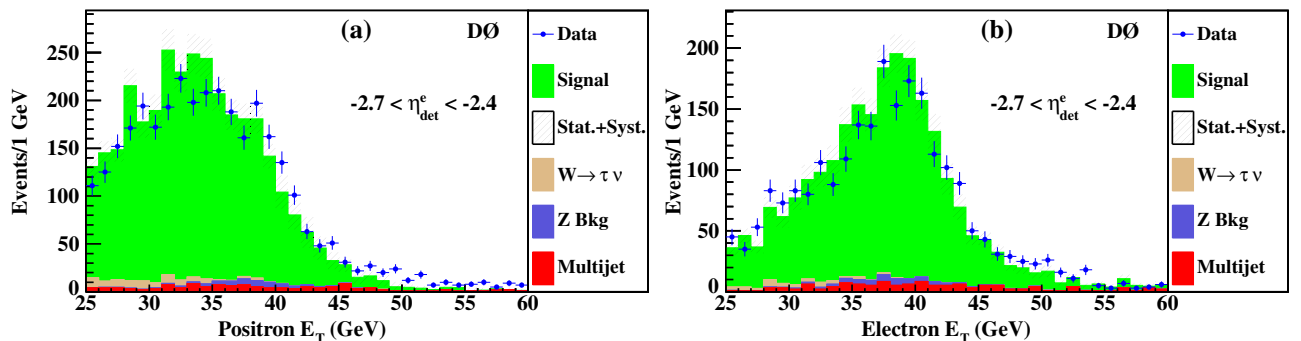 (a) DØ
-2.7 < η^e_det < -2.4
Events/1 GeV
250
200
150
100
50
0
25 30 35 40 45 50 55 60
Positron E_T (GeV)
Data
Signal
Stat.+Syst.
W→ τ ν
Z Bkg
Multijet
(b) DØ
-2.7 < η^e_det < -2.4
Events/1 GeV
200
150
100
50
0
25 30 35 40 45 50 55 60
Electron E_T (GeV)
Data
Signal
Stat.+Syst.
W→ τ ν
Z Bkg
Multijet